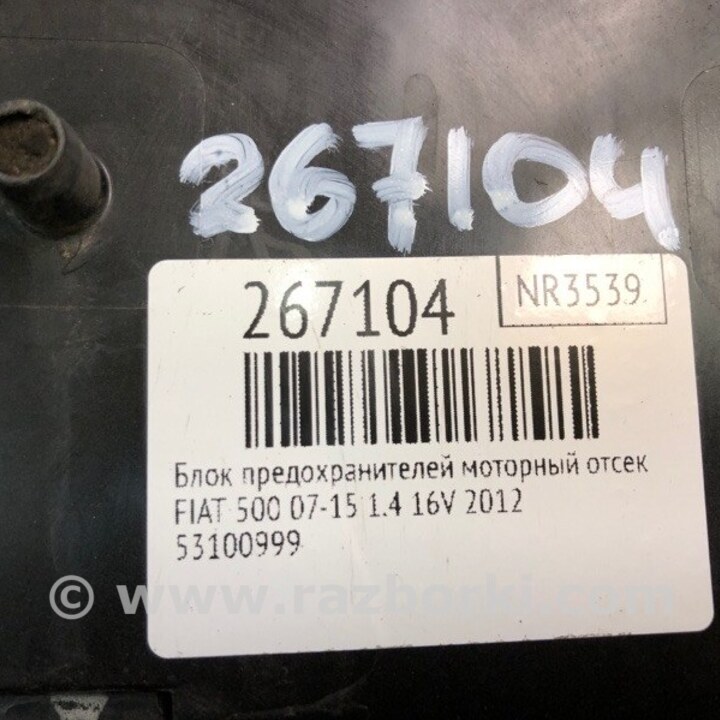 267104
267104
NR3539
Блок предохранителей моторный отсек
FIAT 500 07-15 1.4 16V 2012
53100999
© www.razborki.com